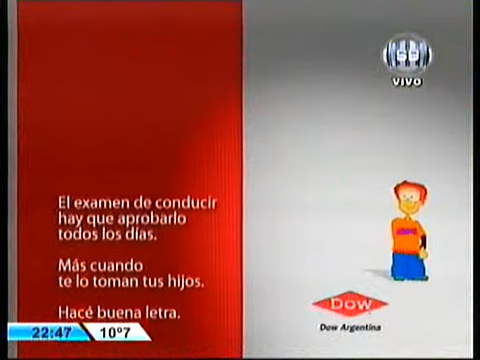 VIVO
El examen de conducir
hay que aprobarlo
todos los días.
Más cuando
te lo toman tus hijos.
Hacé buena letra.
DOW
Dow Argentina
22:47
10°7